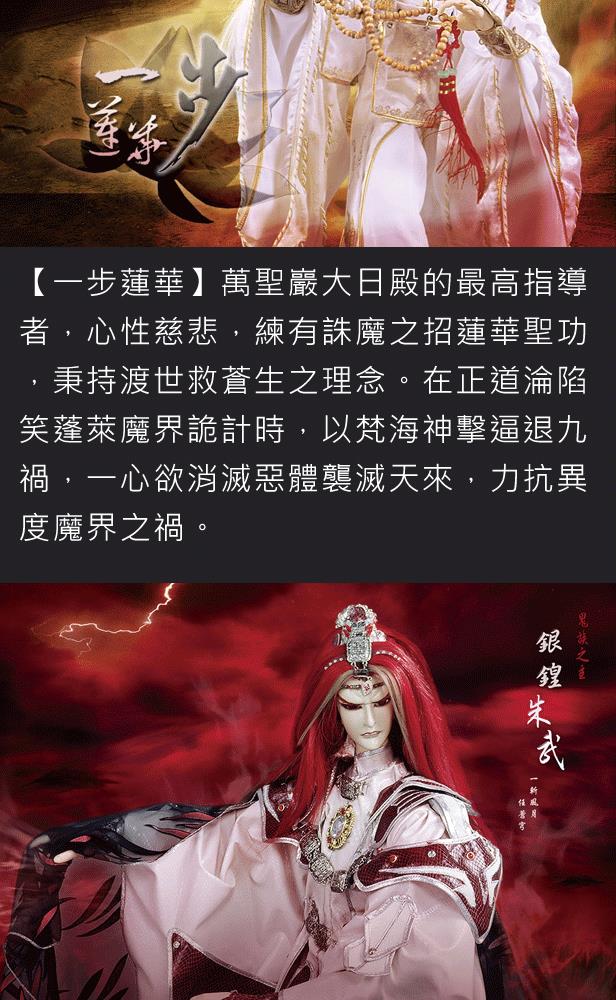 一步
蓮華
【一步蓮華】萬聖巖大日殿的最高指導
者，心性慈悲，練有誅魔之招蓮華聖功
，秉持渡世救蒼生之理念。在正道淪陷
笑蓬萊魔界詭計時，以梵海神擊逼退九
禍，一心欲消滅惡體襲滅天來，力抗異
度魔界之禍。
鬼族之主
銀鍠朱武
一斬風月
任蕭穹